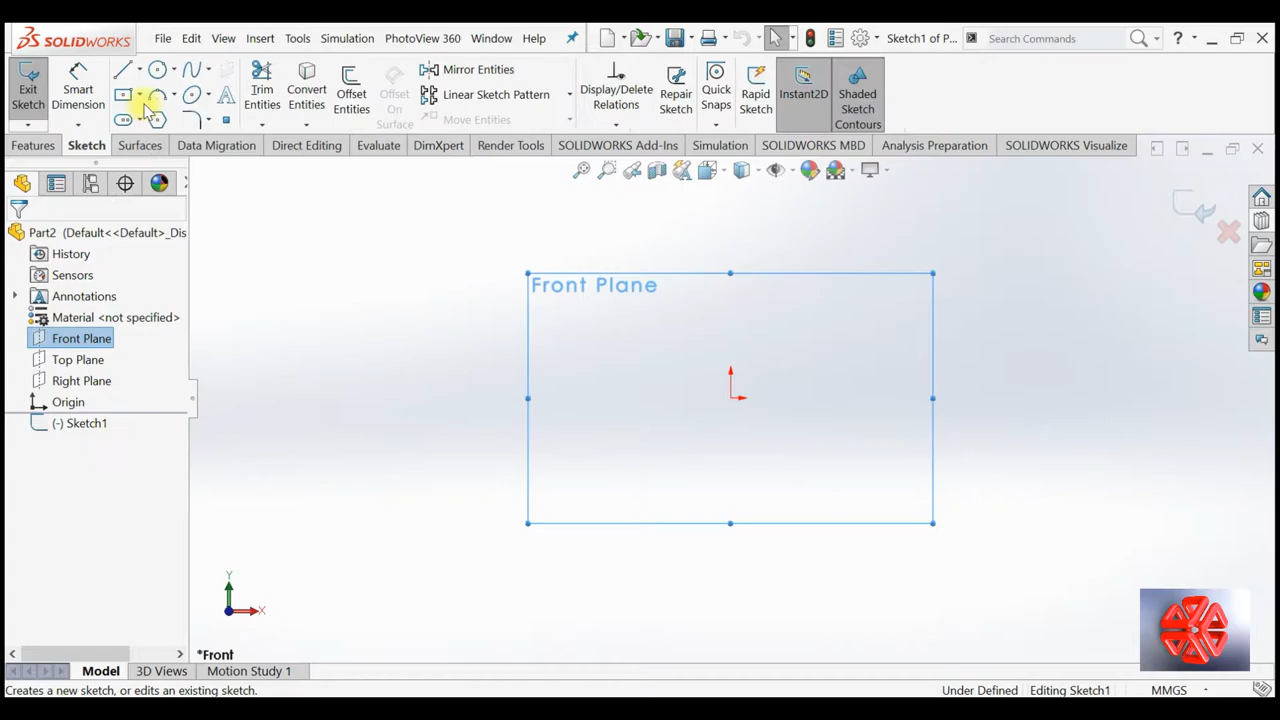 SOLIDWORKS File Edit View Insert Tools Simulation PhotoView 360 Window Help Sketch1 of P... Search Commands ?
Exit Sketch
Smart Dimension
Trim Entities
Convert Entities
Offset Entities
Offset On Surface
Mirror Entities
Linear Sketch Pattern
Move Entities
Display/Delete Relations
Repair Sketch
Quick Snaps
Rapid Sketch
Instant2D
Shaded Sketch Contours
Features Sketch Surfaces Data Migration Direct Editing Evaluate DimXpert Render Tools SOLIDWORKS Add-Ins Simulation SOLIDWORKS MBD Analysis Preparation SOLIDWORKS Visualize
Part2 (Default<<Default>_Dis
History
Sensors
Annotations
Material <not specified>
Front Plane
Top Plane
Right Plane
Origin
(-) Sketch1
Front Plane
Y
X
*Front
Model 3D Views Motion Study 1
Creates a new sketch, or edits an existing sketch. Under Defined Editing Sketch1 MMGS